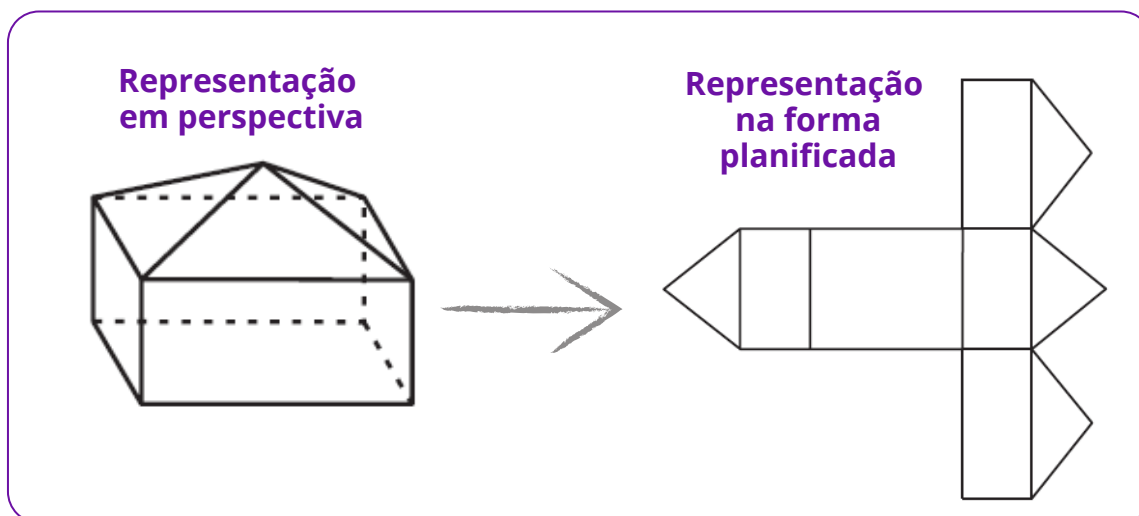 Representação
em perspectiva
Representação
na forma
planificada